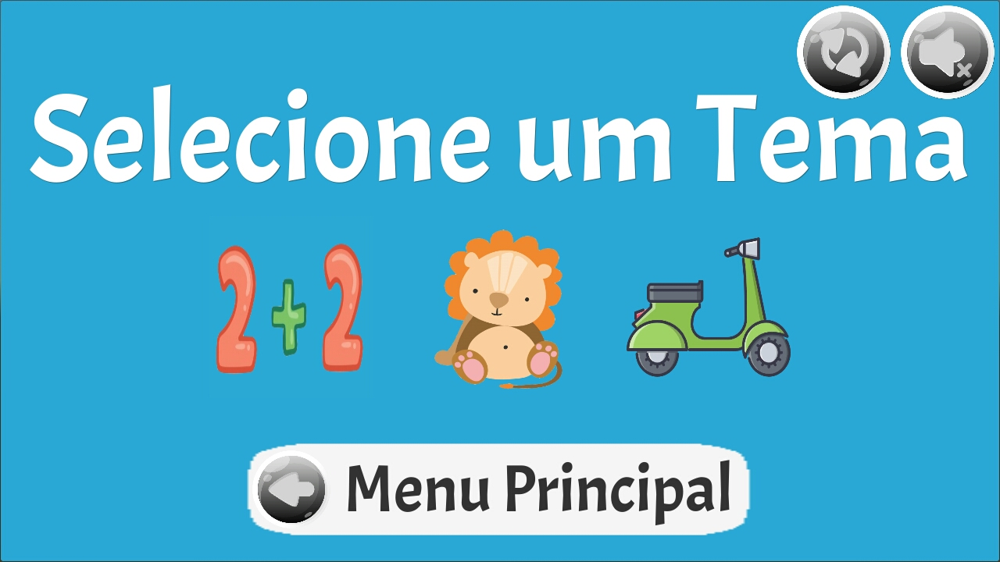 Selecione um Tema
2 + 2
Menu Principal